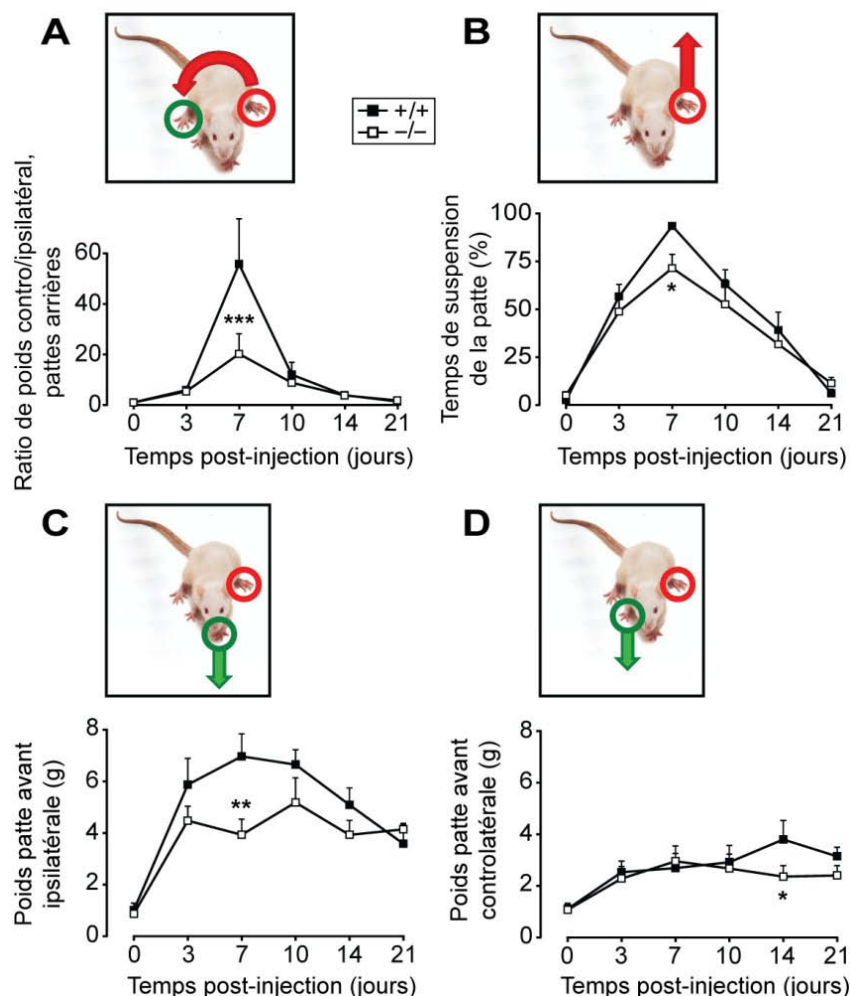 A
B
+/+
−/−
Ratio de poids contro/ipsilatéral,
pattes arrières
60
40
20
0
***
0 3 7 10 14 21
Temps post-injection (jours)
Temps de suspension
de la patte (%)
100
75
50
25
0
*
0 3 7 10 14 21
Temps post-injection (jours)
C
D
Poids patte avant
ipsilatérale (g)
8
6
4
2
0
**
0 3 7 10 14 21
Temps post-injection (jours)
Poids patte avant
controlatérale (g)
8
6
4
2
0
*
0 3 7 10 14 21
Temps post-injection (jours)